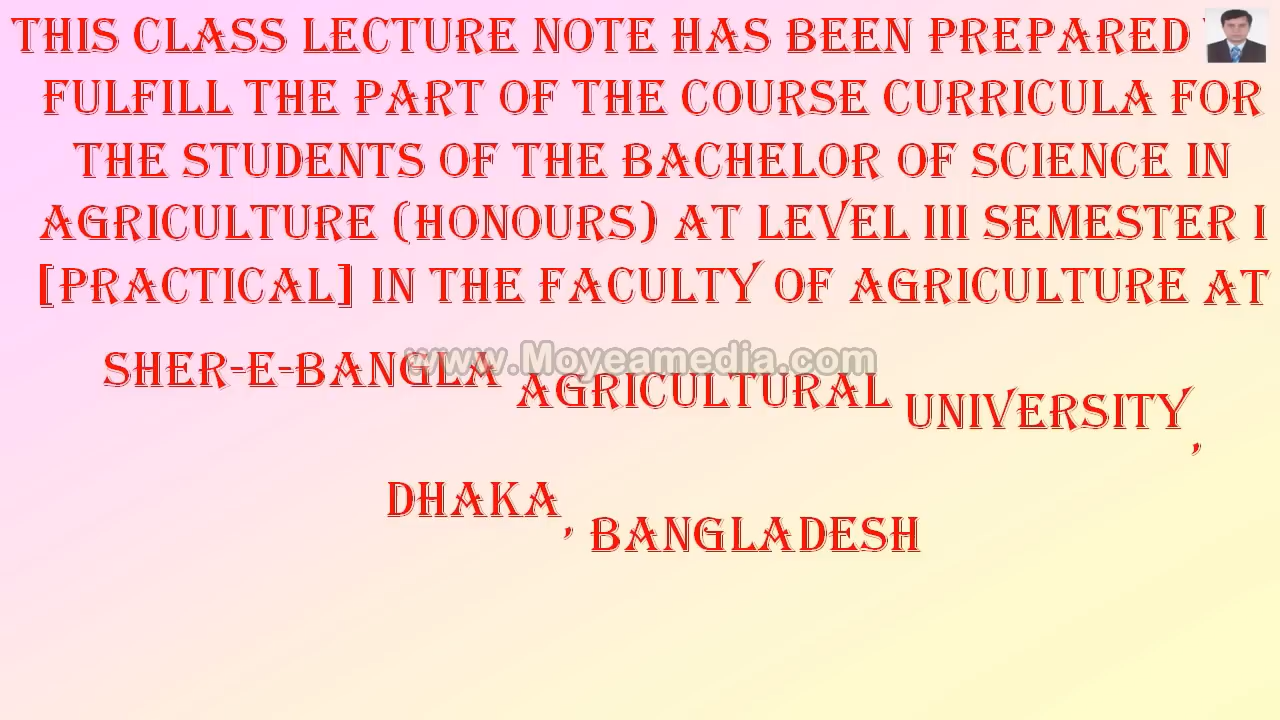 THIS CLASS LECTURE NOTE HAS BEEN PREPARED
FULFILL THE PART OF THE COURSE CURRICULA FOR
THE STUDENTS OF THE BACHELOR OF SCIENCE IN
AGRICULTURE (HONOURS) AT LEVEL III SEMESTER I
[PRACTICAL] IN THE FACULTY OF AGRICULTURE AT
SHER-E-BANGLA AGRICULTURAL UNIVERSITY,
www.Moyeamedia.com
DHAKA, BANGLADESH